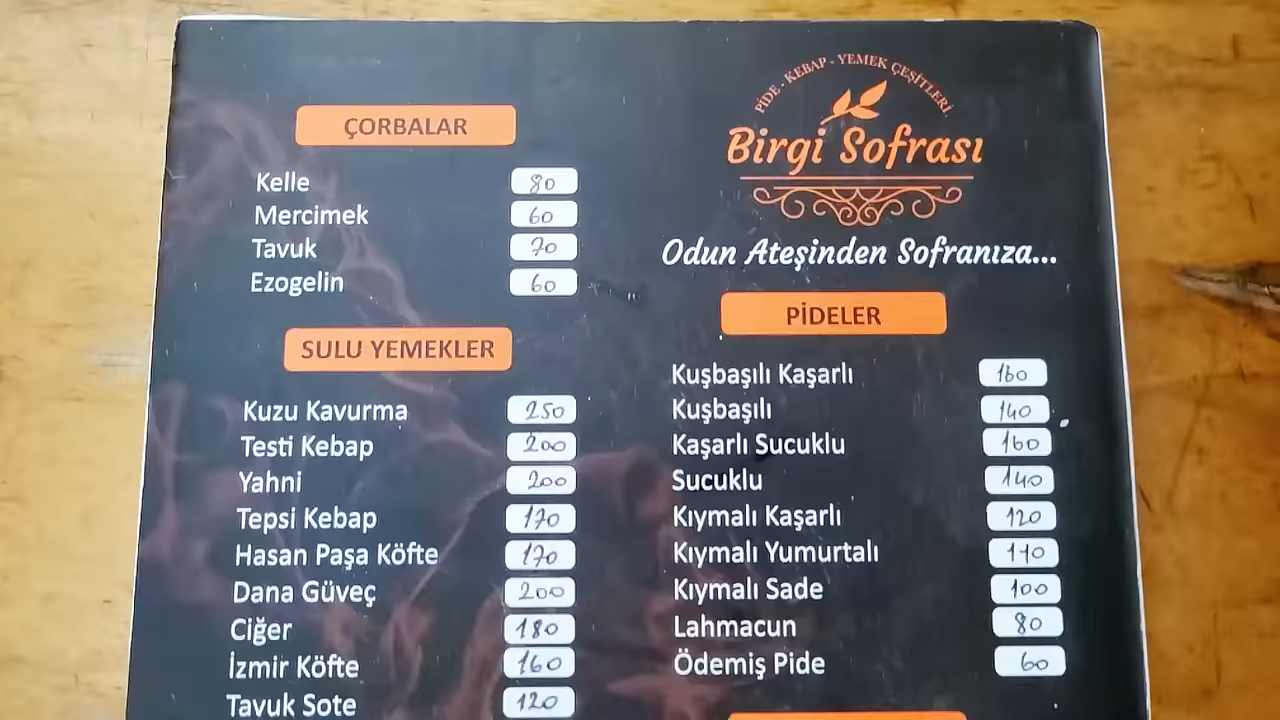 ÇORBALAR
Kelle 80
Mercimek 60
Tavuk 70
Ezogelin 60
SULU YEMEKLER
Kuzu Kavurma 250
Testi Kebap 200
Yahni 200
Tepsi Kebap 170
Hasan Paşa Köfte 170
Dana Güveç 200
Ciğer 180
İzmir Köfte 160
Tavuk Sote 120
PİDE - KEBAP - YEMEK ÇEŞİTLERİ
Birgi Sofrası
Odun Ateşinden Sofranıza...
PİDELER
Kuşbaşılı Kaşarlı 160
Kuşbaşılı 140
Kaşarlı Sucuklu 160
Sucuklu 140
Kıymalı Kaşarlı 120
Kıymalı Yumurtalı 110
Kıymalı Sade 100
Lahmacun 80
Ödemiş Pide 60